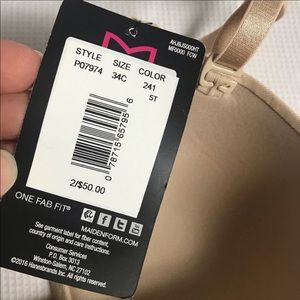 STYLE SIZE COLOR
P07974 34C 241
5T
0 78715 65795 6
2/$50.00
ONE FAB FIT®
MAIDENFORM.COM
See garment label for fiber content,
country of origin and care instructions.
Consumer Services
P.O. Box 3013
Winston-Salem, NC 27102
©2016 Hanesbrands Inc. All rights reserved.